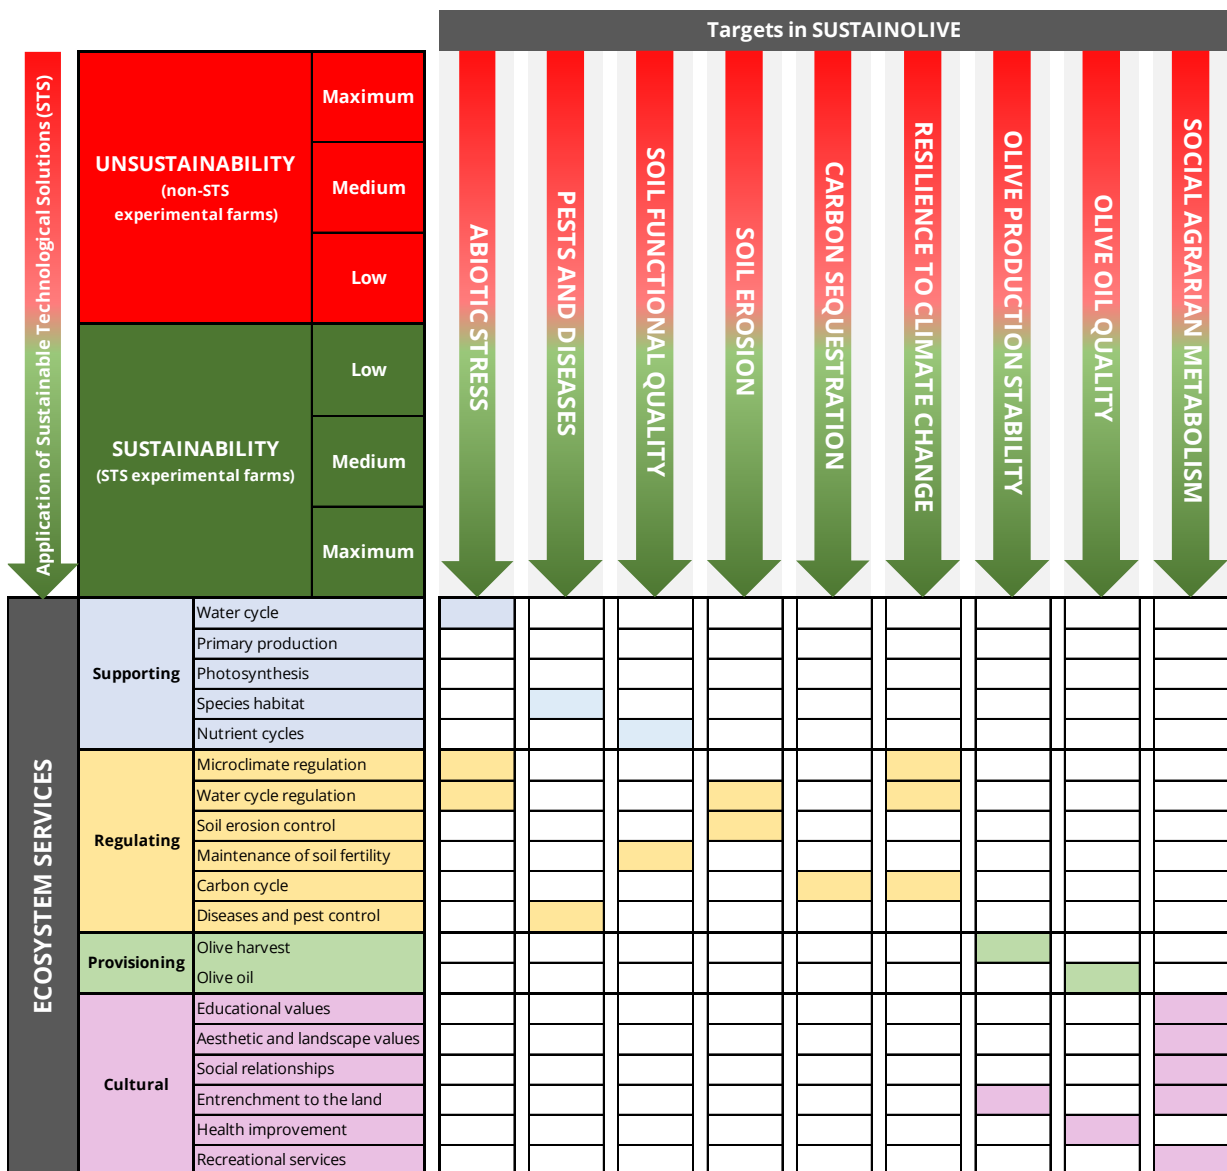 Targets in SUSTAINOLIVE
Application of Sustainable Technological Solutions (STS)
UNSUSTAINABILITY
(non-STS
experimental farms)
Maximum
Medium
Low
SUSTAINABILITY
(STS experimental farms)
Low
Medium
Maximum
ABIOTIC STRESS
PESTS AND DISEASES
SOIL FUNCTIONAL QUALITY
SOIL EROSION
CARBON SEQUESTRATION
RESILIENCE TO CLIMATE CHANGE
OLIVE PRODUCTION STABILITY
OLIVE OIL QUALITY
SOCIAL AGRARIAN METABOLISM
ECOSYSTEM SERVICES
Supporting
Water cycle
Primary production
Photosynthesis
Species habitat
Nutrient cycles
Regulating
Microclimate regulation
Water cycle regulation
Soil erosion control
Maintenance of soil fertility
Carbon cycle
Diseases and pest control
Provisioning
Olive harvest
Olive oil
Cultural
Educational values
Aesthetic and landscape values
Social relationships
Entrenchment to the land
Health improvement
Recreational services